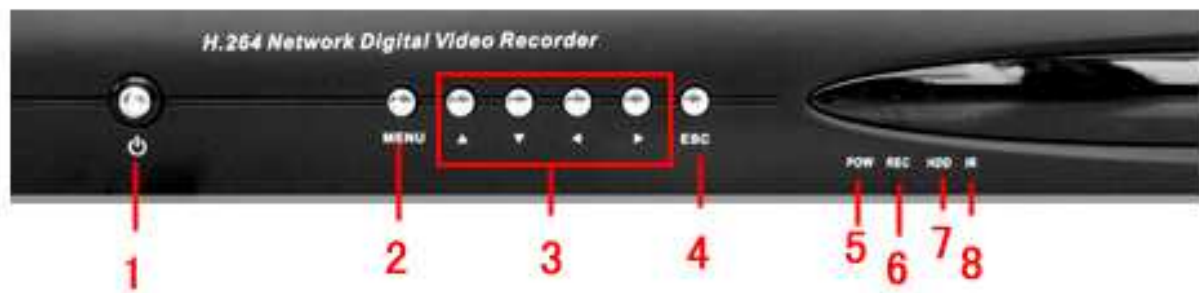 H.264 Network Digital Video Recorder
MENU ▲ ▼ ◀ ▶ ESC
POW REC HDD IR
1 2 3 4 5 6 7 8